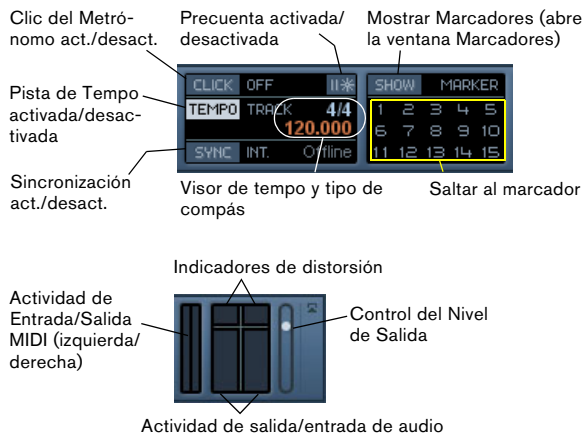 Clic del Metró-
nomo act./desact.
Precuenta activada/
desactivada
Mostrar Marcadores (abre
la ventana Marcadores)
CLICK OFF
SHOW MARKER
Pista de Tempo
activada/desac-
tivada
TEMPO TRACK 4/4
120.000
1 2 3 4 5
6 7 8 9 10
11 12 13 14 15
SYNC INT. Offline
Sincronización
act./desact.
Visor de tempo y tipo de
compás
Saltar al marcador
Indicadores de distorsión
Actividad de
Entrada/Salida
MIDI (izquierda/
derecha)
Control del Nivel
de Salida
Actividad de salida/entrada de audio